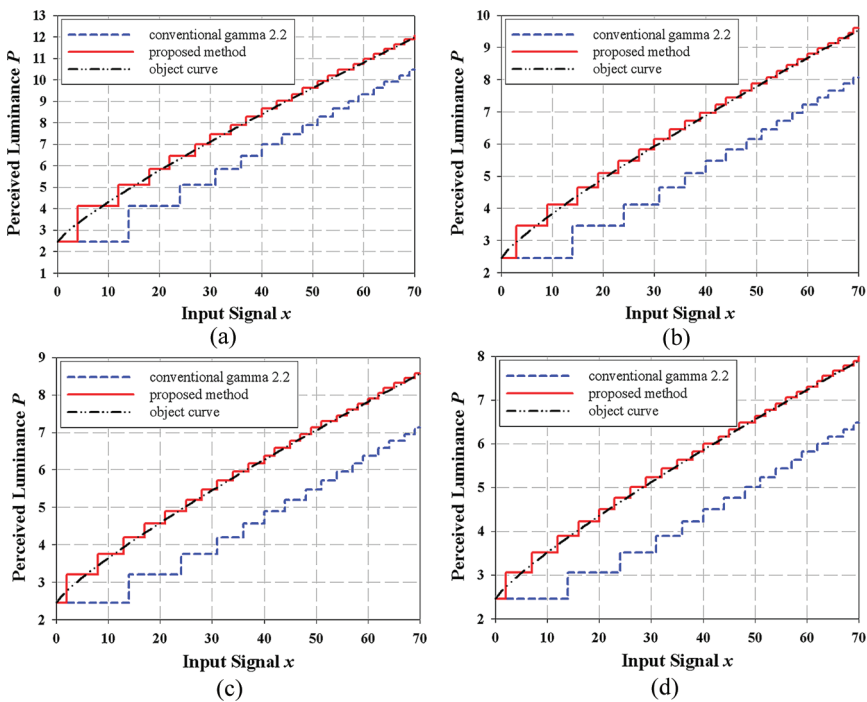 13
12
11
10
9
8
7
6
5
4
3
2
1
Perceived Luminance P
conventional gamma 2.2
proposed method
object curve
0 10 20 30 40 50 60 70
Input Signal x
(a)
10
9
8
7
6
5
4
3
2
Perceived Luminance P
conventional gamma 2.2
proposed method
object curve
0 10 20 30 40 50 60 70
Input Signal x
(b)
9
8
7
6
5
4
3
2
Perceived Luminance P
conventional gamma 2.2
proposed method
object curve
0 10 20 30 40 50 60 70
Input Signal x
(c)
8
7
6
5
4
3
2
Perceived Luminance P
conventional gamma 2.2
proposed method
object curve
0 10 20 30 40 50 60 70
Input Signal x
(d)